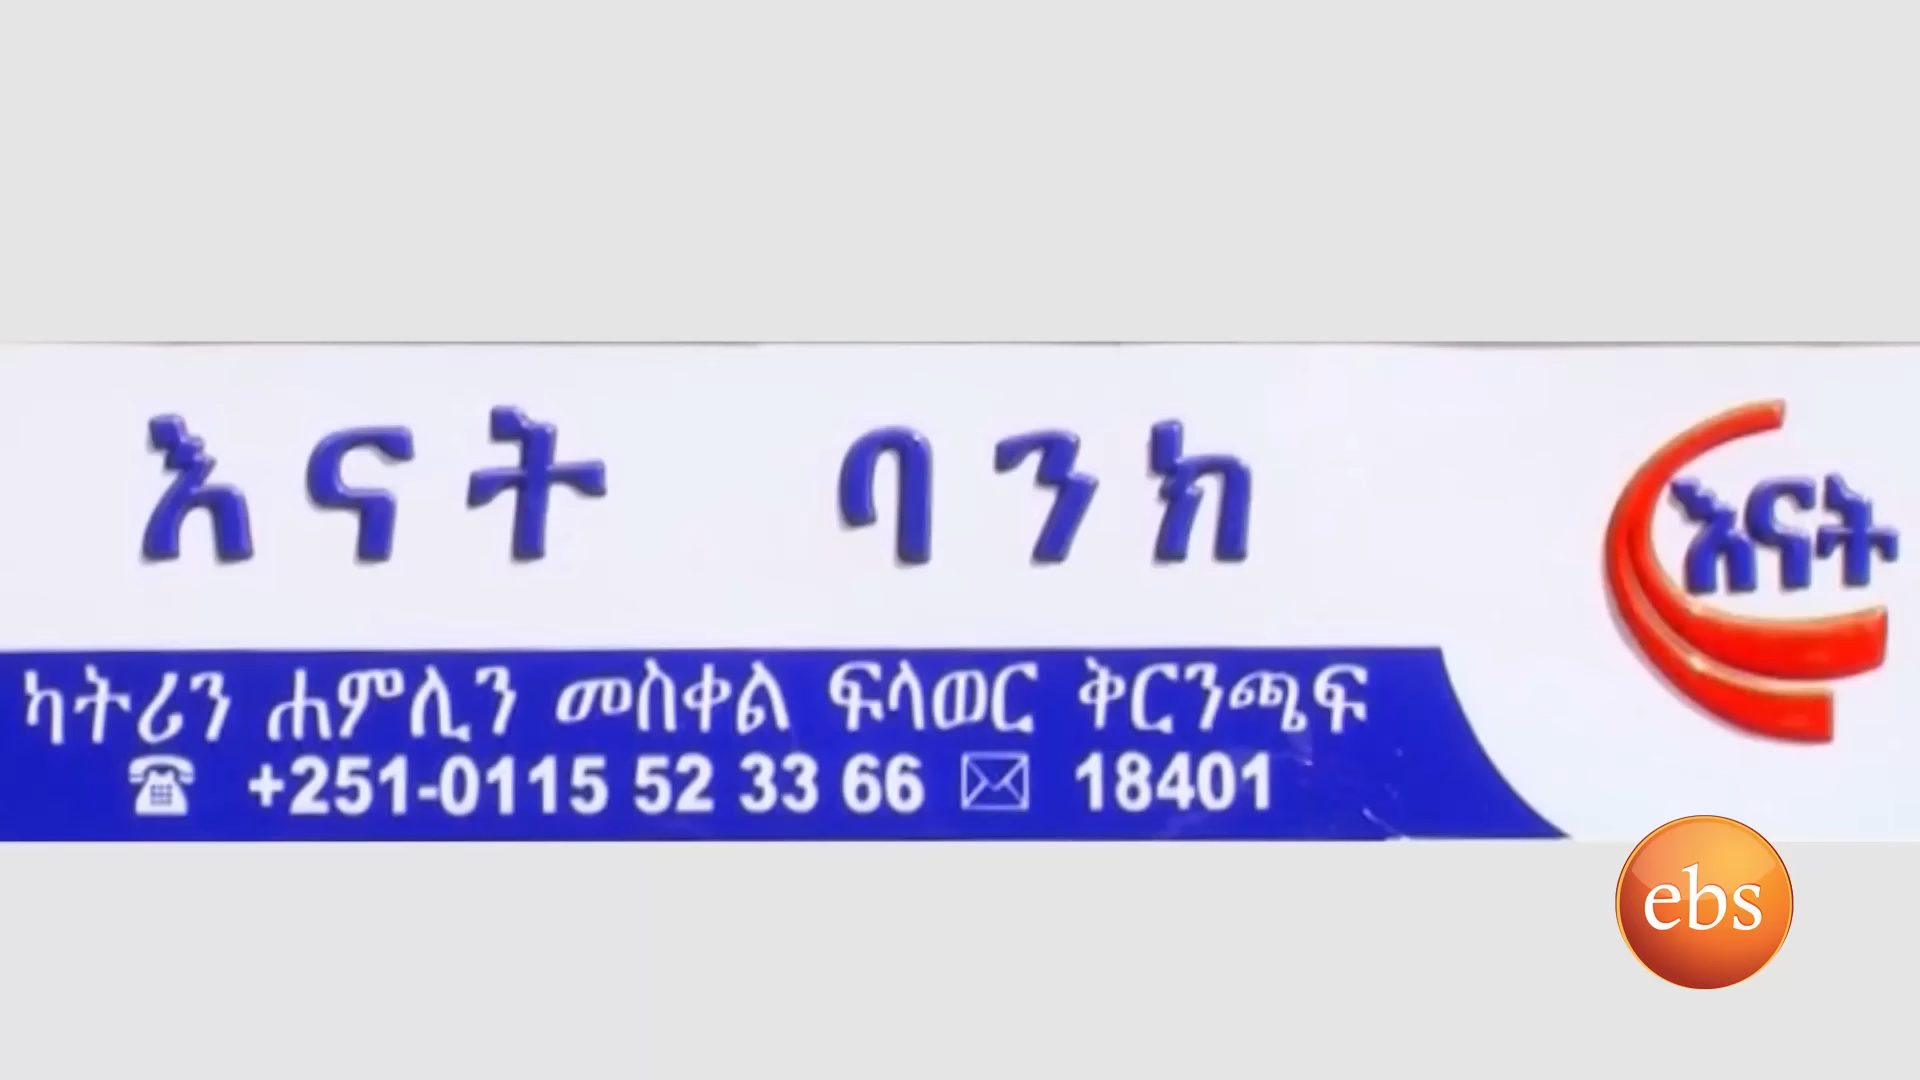 እናት ባንክ
እናት
ካትሪን ሐምሊን መስቀል ፍላወር ቅርንጫፍ
+251-0115 52 33 66 18401
ebs